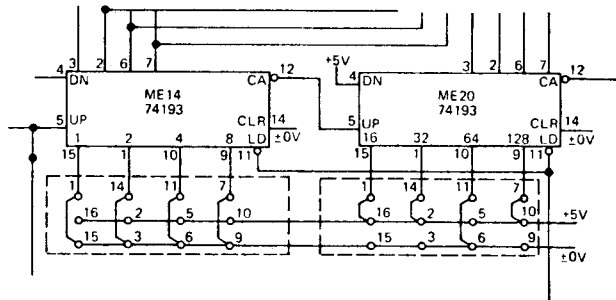 3 2 6 7 3 2 6 7
4 DN CA 12 +5V 4 DN CA 12
ME14 ME20
74193 74193
CLR 14 CLR 14
5 UP ±0V 5 UP ±0V
1 2 4 8 LD 16 32 64 128 LD
15 1 10 9 11 15 1 10 9 11
1 14 11 7 1 14 11 7
16 2 5 10 16 2 5 10 +5V
15 3 6 9 15 3 6 9 ±0V